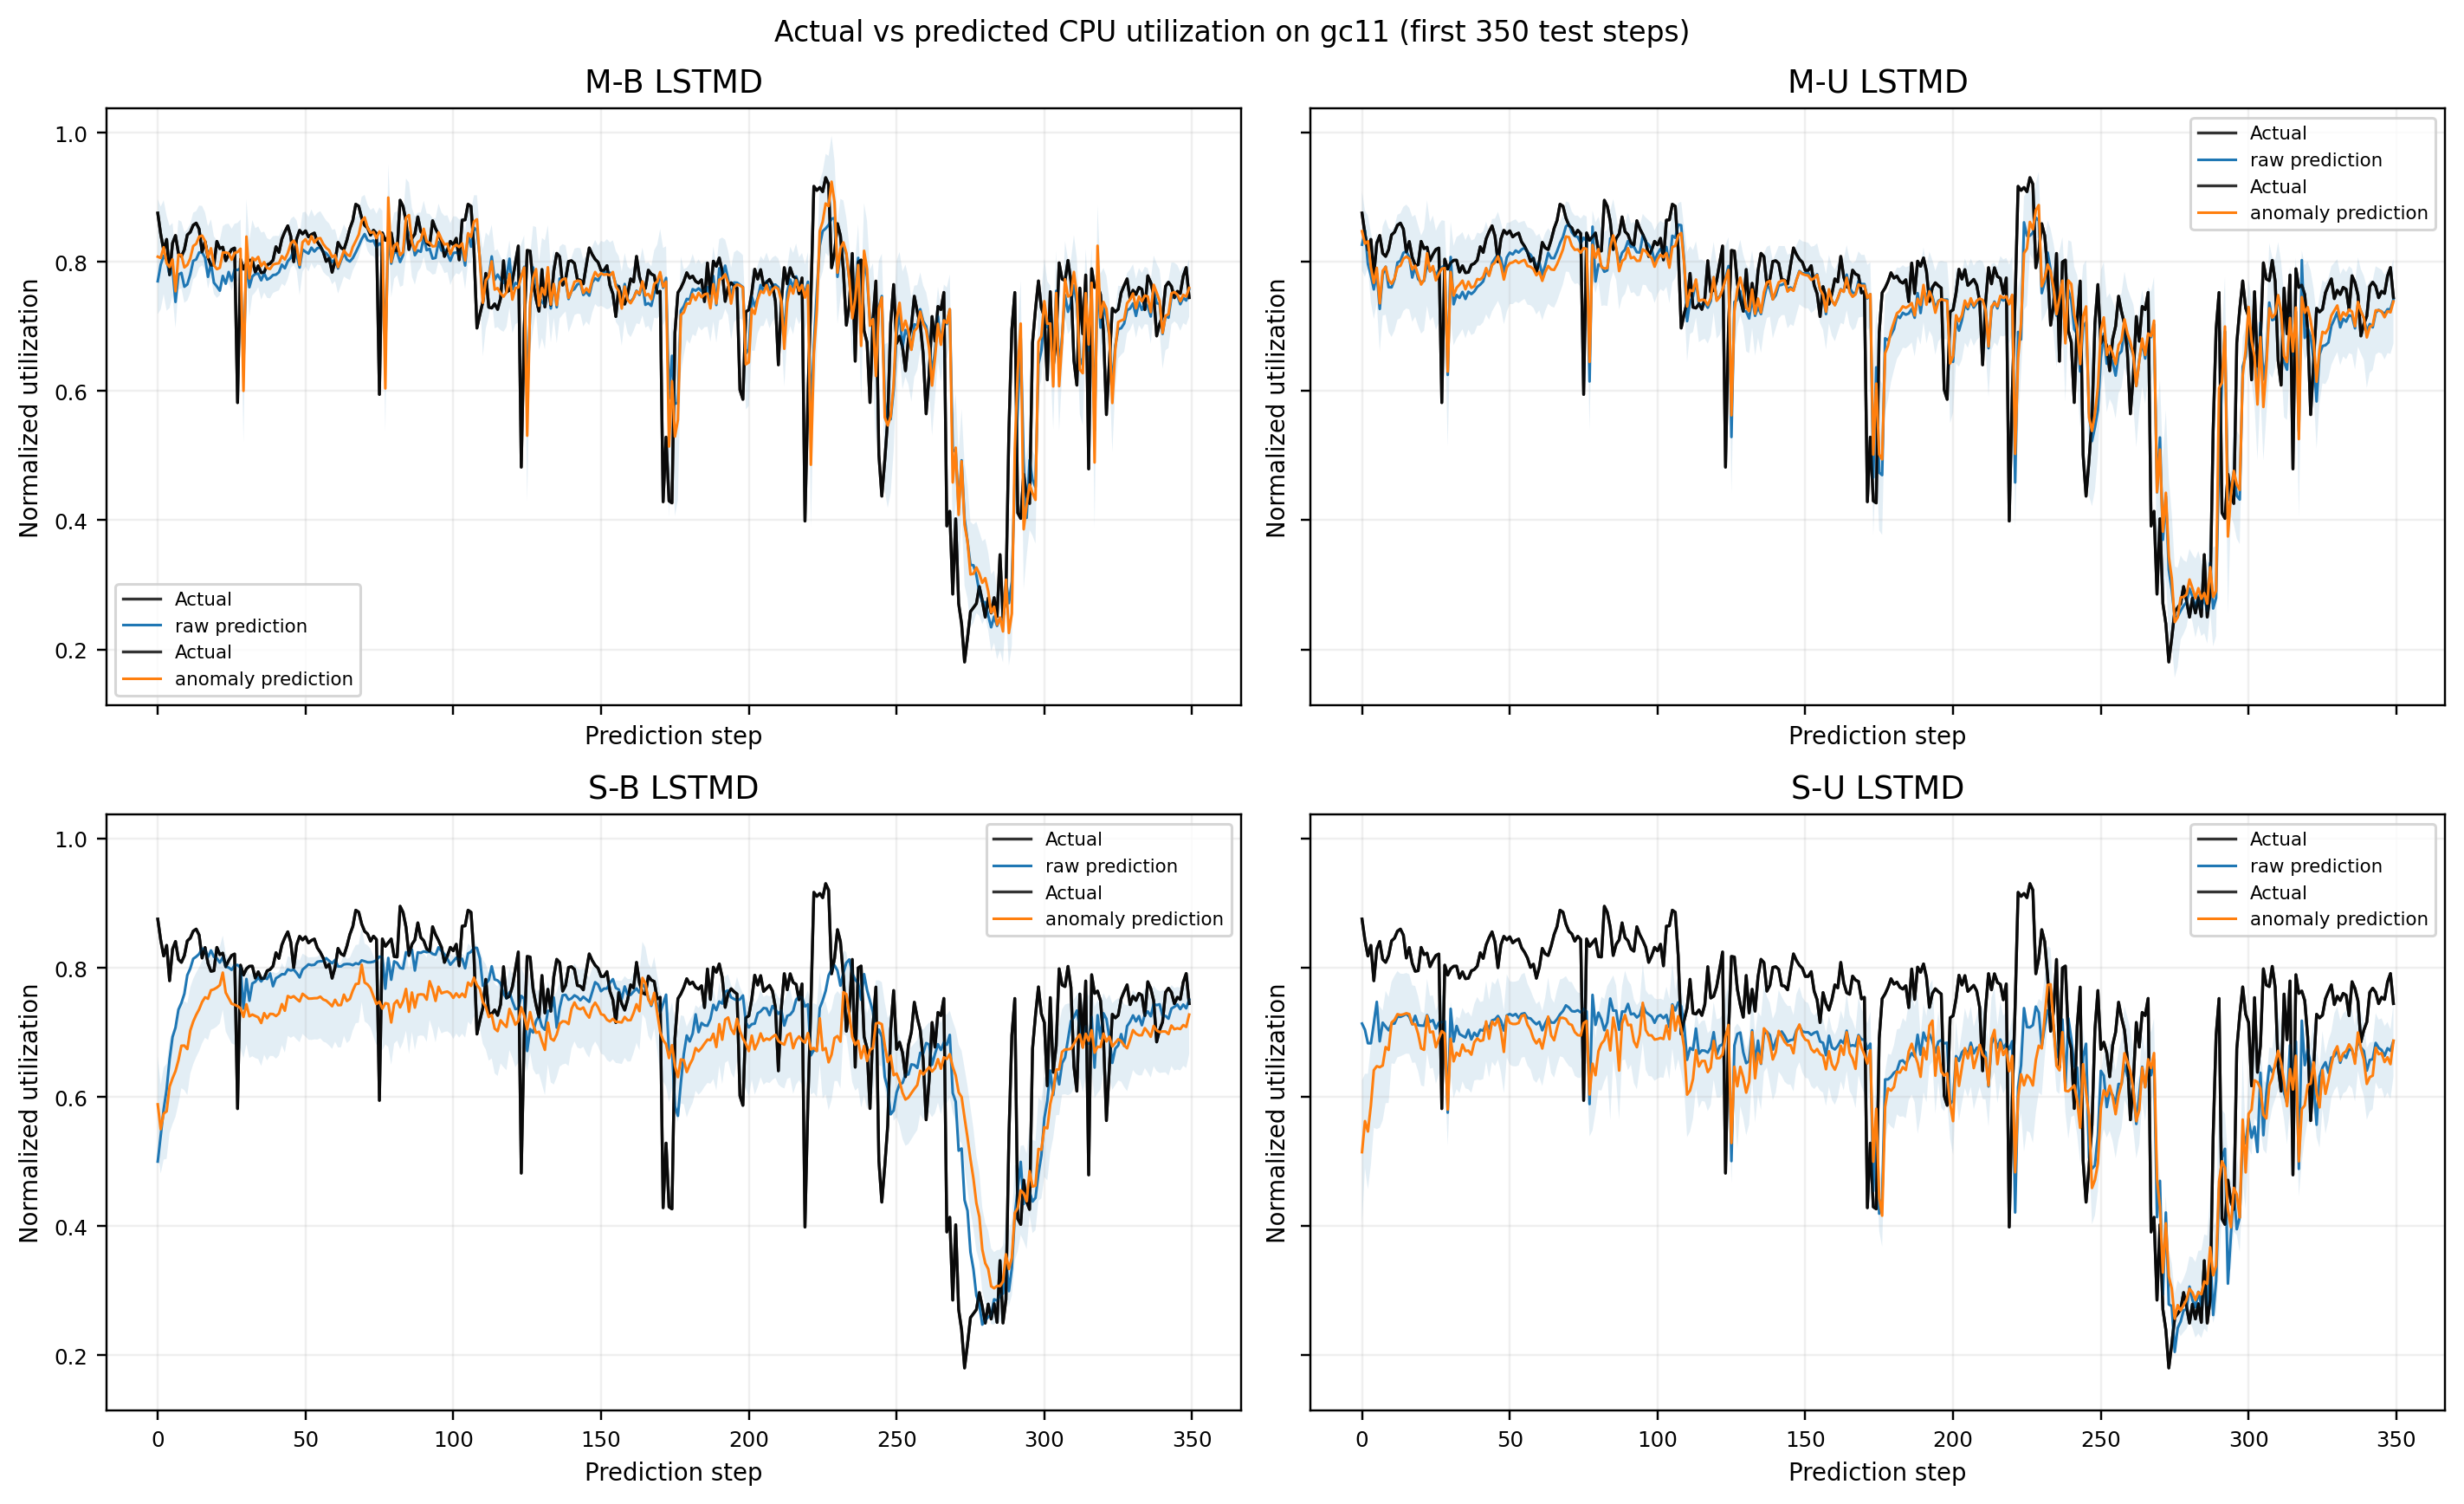 Actual vs predicted CPU utilization on gc11 (first 350 test steps)
M-B LSTMD
Normalized utilization
1.0
0.8
0.6
0.4
0.2
Actual
raw prediction
Actual
anomaly prediction
Prediction step
M-U LSTMD
Normalized utilization
Actual
raw prediction
Actual
anomaly prediction
Prediction step
S-B LSTMD
Normalized utilization
1.0
0.8
0.6
0.4
0.2
Actual
raw prediction
Actual
anomaly prediction
0 50 100 150 200 250 300 350
Prediction step
S-U LSTMD
Normalized utilization
Actual
raw prediction
Actual
anomaly prediction
0 50 100 150 200 250 300 350
Prediction step